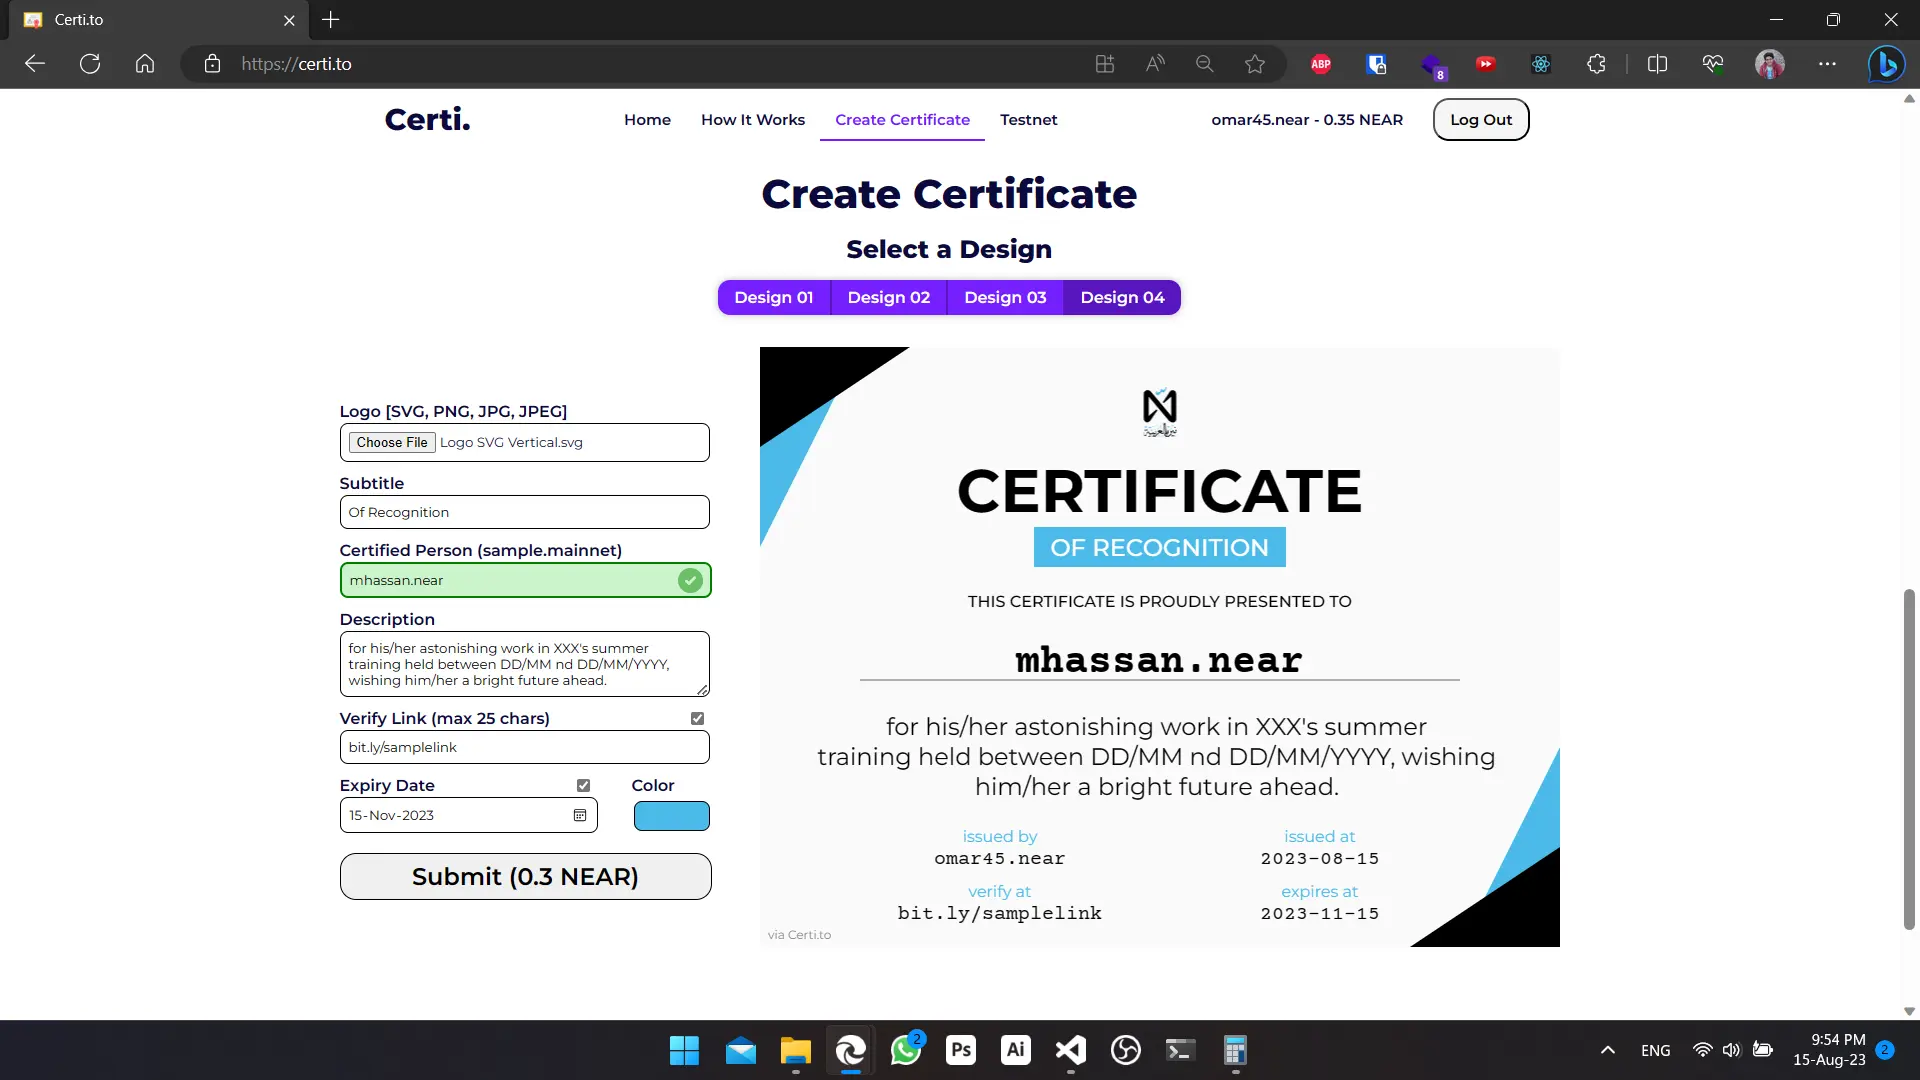 Certi.to
https://certi.to
ABP
8
Certi.
Home
How It Works
Create Certificate
Testnet
omar45.near - 0.35 NEAR
Log Out
Create Certificate
Select a Design
Design 01
Design 02
Design 03
Design 04
Logo [SVG, PNG, JPG, JPEG]
Choose File Logo SVG Vertical.svg
Subtitle
Of Recognition
Certified Person (sample.mainnet)
mhassan.near
Description
for his/her astonishing work in XXX's summer
training held between DD/MM nd DD/MM/YYYY,
wishing him/her a bright future ahead.
Verify Link (max 25 chars)
bit.ly/samplelink
Expiry Date
Color
15-Nov-2023
Submit (0.3 NEAR)
CERTIFICATE
OF RECOGNITION
THIS CERTIFICATE IS PROUDLY PRESENTED TO
mhassan.near
for his/her astonishing work in XXX's summer
training held between DD/MM nd DD/MM/YYYY, wishing
him/her a bright future ahead.
issued by
omar45.near
issued at
2023-08-15
verify at
bit.ly/samplelink
expires at
2023-11-15
via Certi.to
2
Ps
Ai
ENG
9:54 PM
15-Aug-23
2